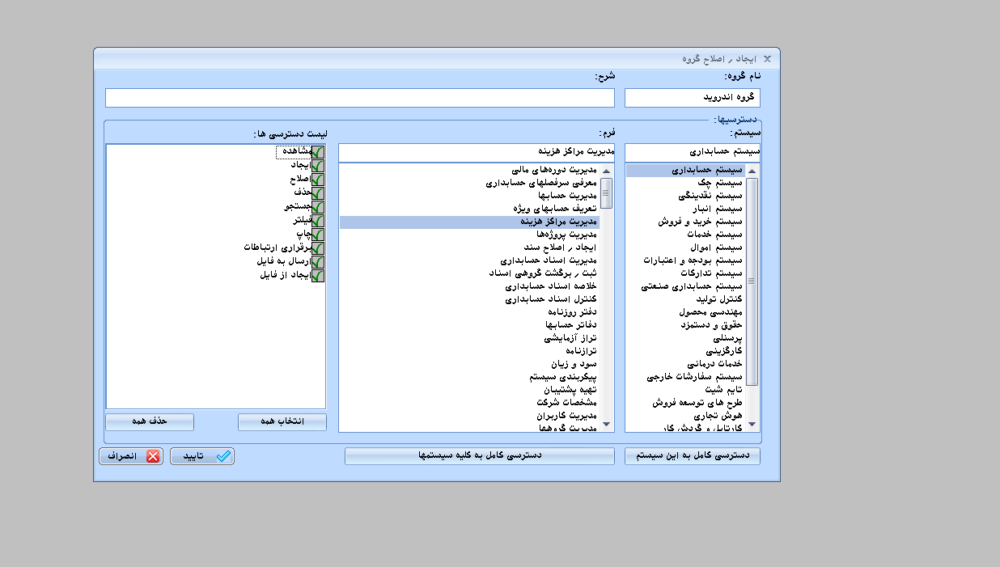 ایجاد / اصلاح گروه
نام گروه:
شرح:
گروه اندروید
دسترسیها:
سیستم:
سیستم حسابداری
سیستم حسابداری
سیستم چک
سیستم نقدینگی
سیستم انبار
سیستم خرید و فروش
سیستم خدمات
سیستم اموال
سیستم بودجه و اعتبارات
سیستم تدارکات
سیستم حسابداری صنعتی
کنترل تولید
مهندسی محصول
حقوق و دستمزد
پرسنلی
کارگزینی
خدمات درمانی
سیستم سفارشات خارجی
تایم شیت
طرح های توسعه فروش
هوش تجاری
کارتابل و گردش کار
فرم:
مدیریت مراکز هزینه
مدیریت دوره‌های مالی
معرفی سرفصلهای حسابداری
مدیریت حسابها
تعریف حسابهای ویژه
مدیریت مراکز هزینه
مدیریت پروژه‌ها
ایجاد / اصلاح سند
مدیریت اسناد حسابداری
ثبت / برگشت گروهی اسناد
خلاصه اسناد حسابداری
کنترل اسناد حسابداری
دفتر روزنامه
دفاتر حسابها
تراز آزمایشی
ترازنامه
سود و زیان
پیکربندی سیستم
تهیه پشتیبان
مشخصات شرکت
مدیریت کاربران
مدیریت گروهها
لیست دسترسی ها:
مشاهده
ایجاد
اصلاح
حذف
جستجو
فیلتر
چاپ
برقراری ارتباطات
ارسال به فایل
ایجاد از فایل
انتخاب همه
حذف همه
دسترسی کامل به این سیستم
دسترسی کامل به کلیه سیستمها
تایید
انصراف